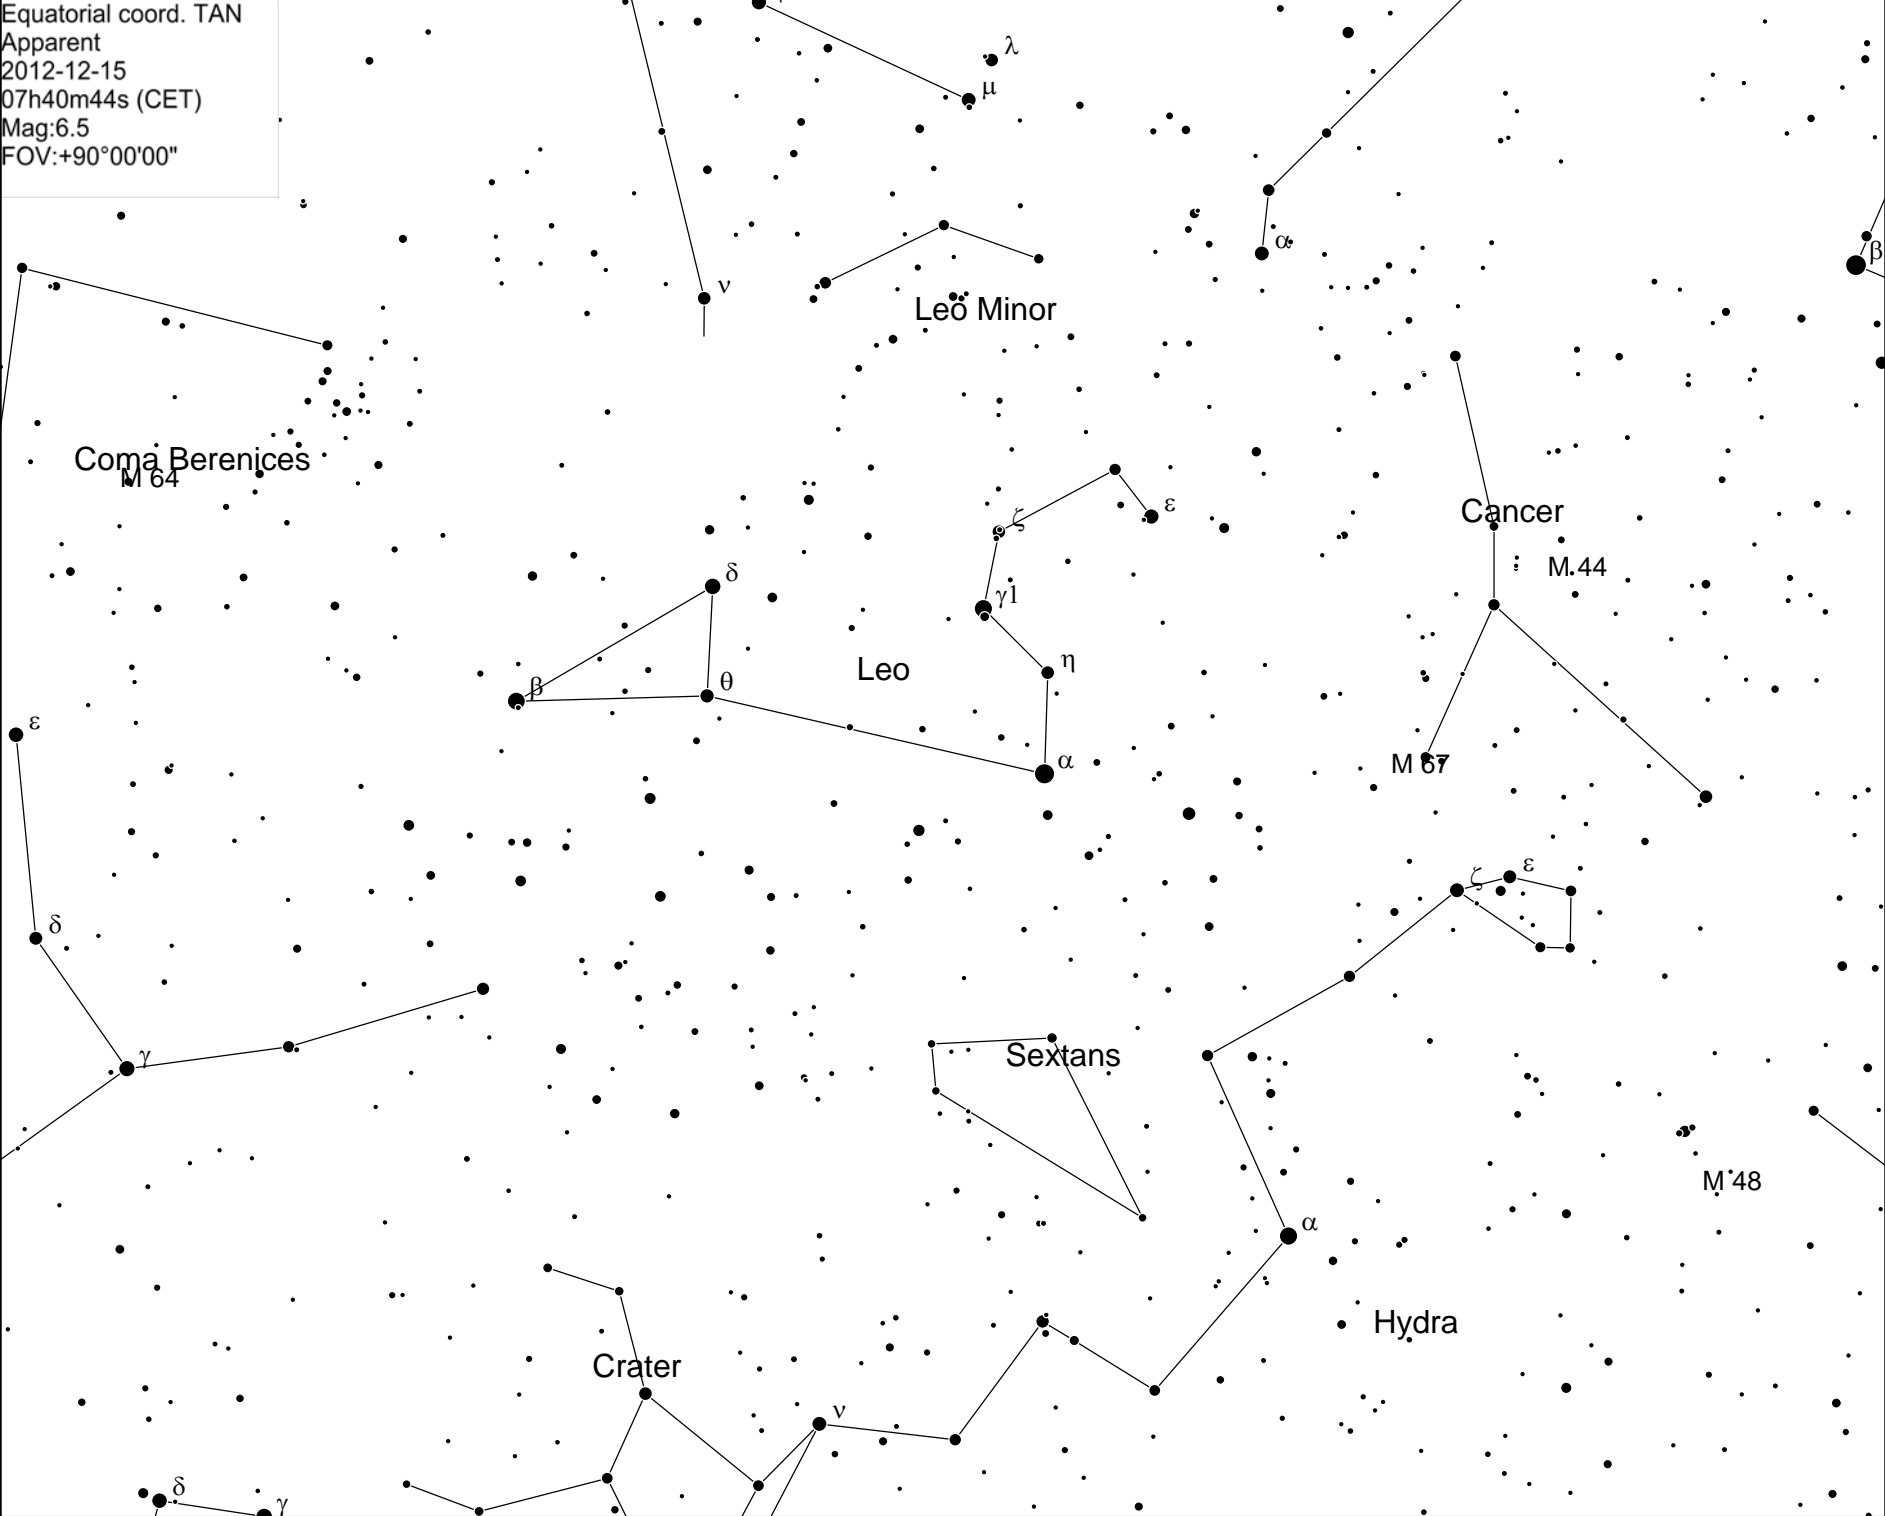 Equatorial coord. TAN
Apparent
2012-12-15
07h40m44s (CET)
Mag:6.5
FOV:+90°00'00"
λ
μ
α
β
ν
Leo Minor
Coma Berenices
M 64
ε
ζ
Cancer
M 44
δ
γ1
η
Leo
β
θ
ε
α
M 67
ζ
ε
δ
γ
Sextans
M 48
α
Hydra
Crater
ν
δ
γ